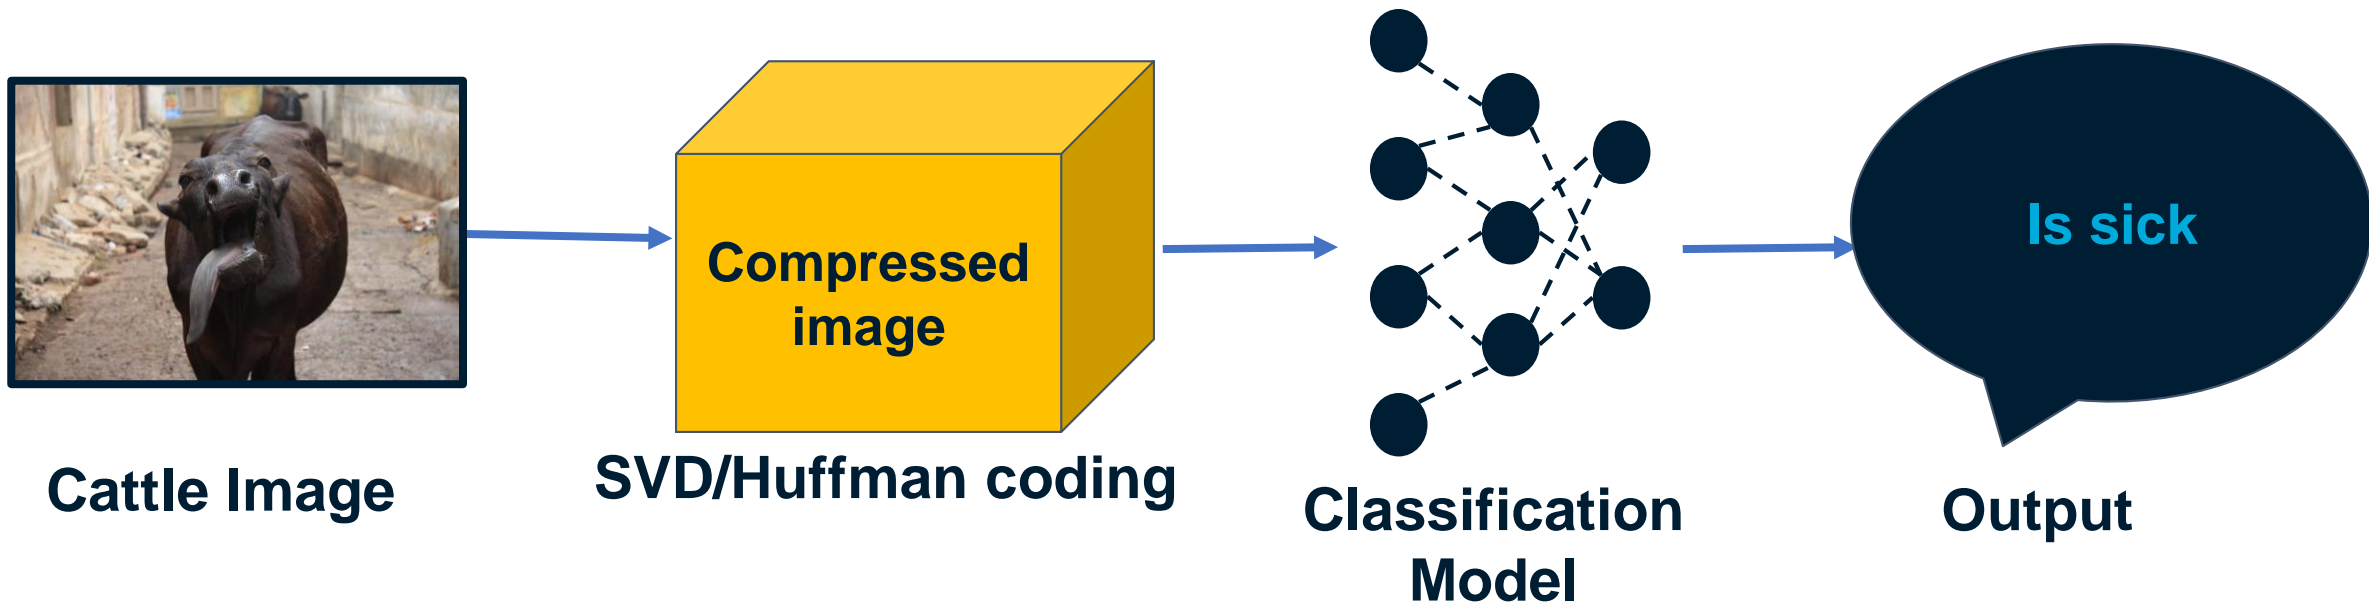 Compressed
image
Is sick
Cattle Image
SVD/Huffman coding
Classification
Model
Output